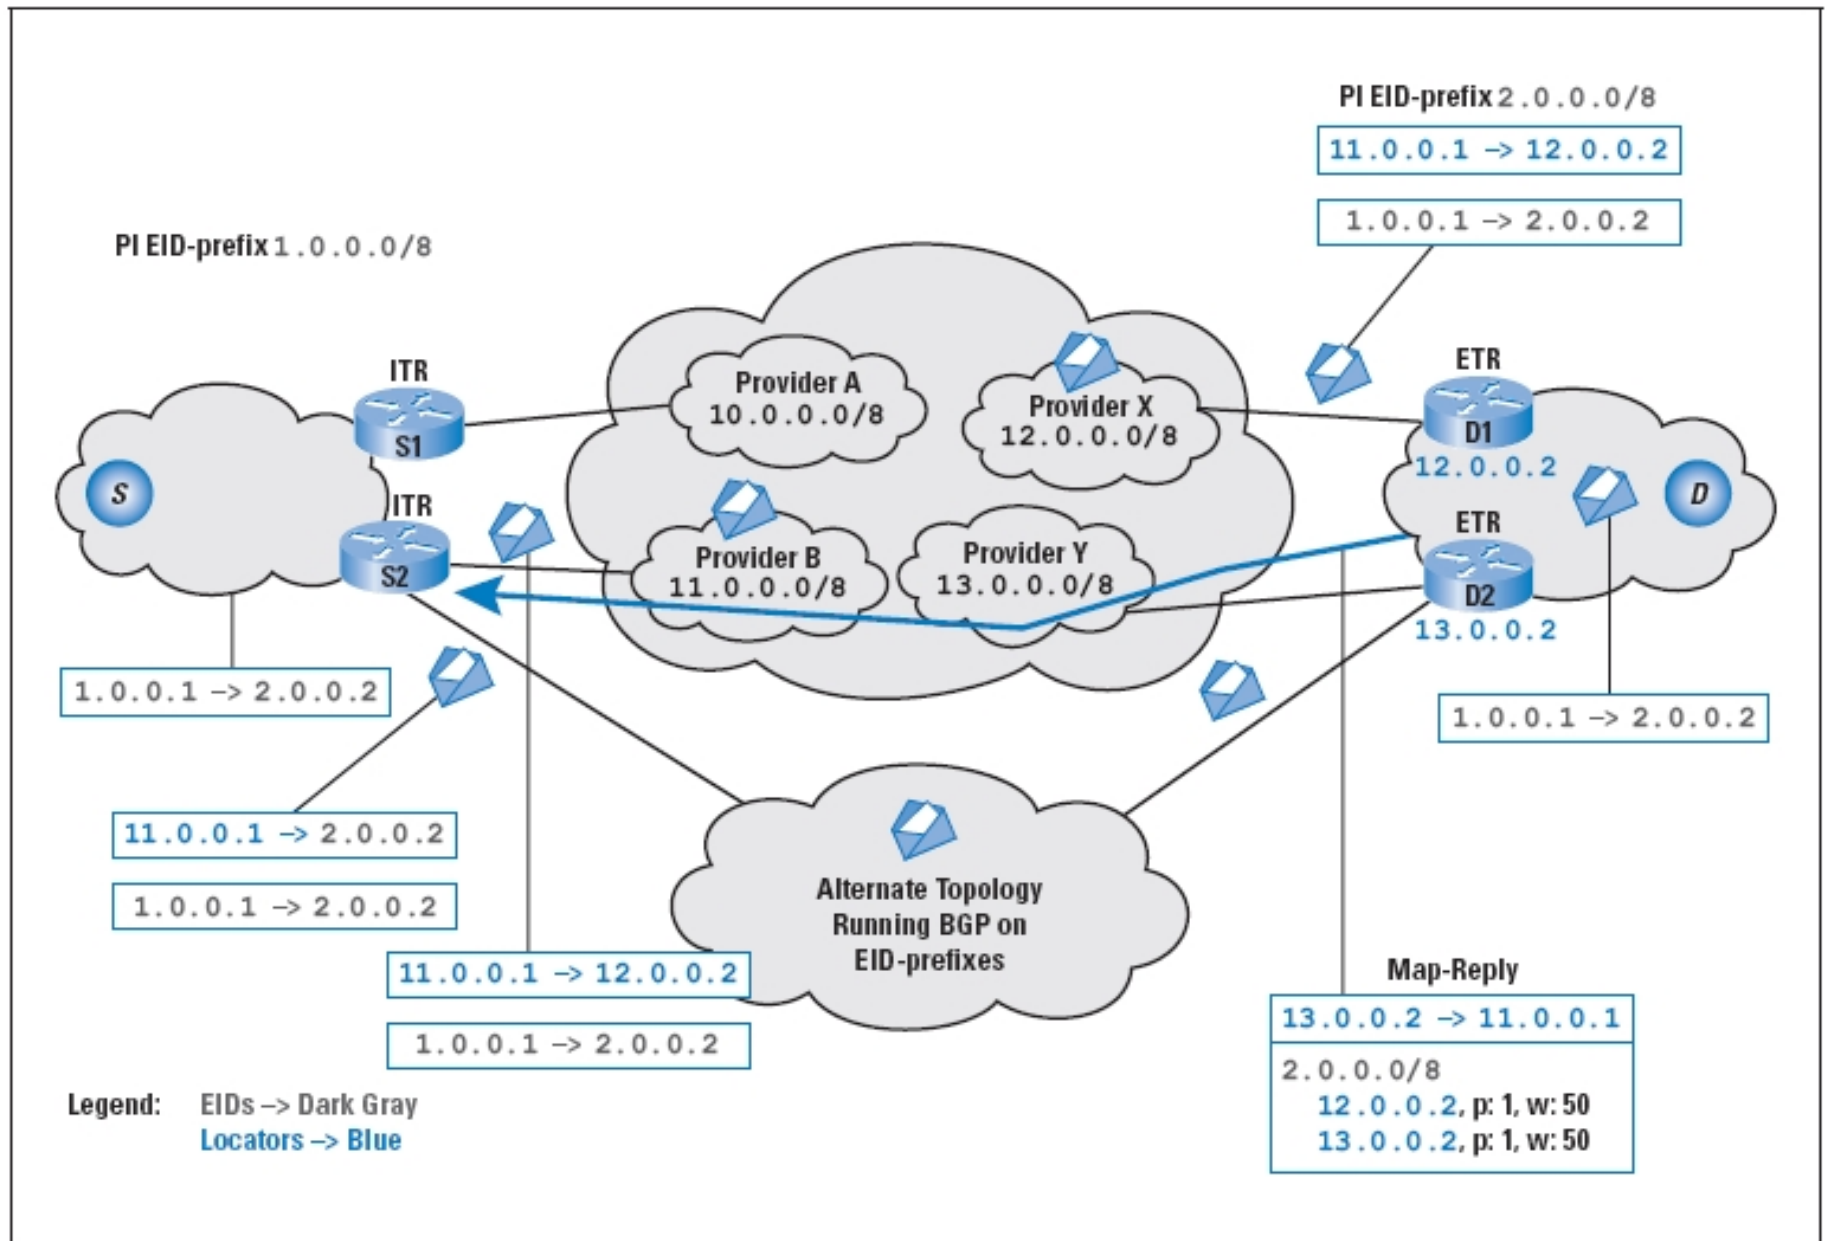 PI EID-prefix 2.0.0.0/8
11.0.0.1 –> 12.0.0.2
1.0.0.1 –> 2.0.0.2
PI EID-prefix 1.0.0.0/8
ITR
S1
Provider A
10.0.0.0/8
Provider X
12.0.0.0/8
ETR
D1
12.0.0.2
S
D
ITR
S2
Provider B
11.0.0.0/8
Provider Y
13.0.0.0/8
ETR
D2
13.0.0.2
1.0.0.1 –> 2.0.0.2
1.0.0.1 –> 2.0.0.2
11.0.0.1 –> 2.0.0.2
1.0.0.1 –> 2.0.0.2
Alternate Topology
Running BGP on
EID-prefixes
11.0.0.1 –> 12.0.0.2
1.0.0.1 –> 2.0.0.2
Map-Reply
13.0.0.2 –> 11.0.0.1
2.0.0.0/8
12.0.0.2, p: 1, w: 50
13.0.0.2, p: 1, w: 50
Legend: EIDs –> Dark Gray
Locators –> Blue